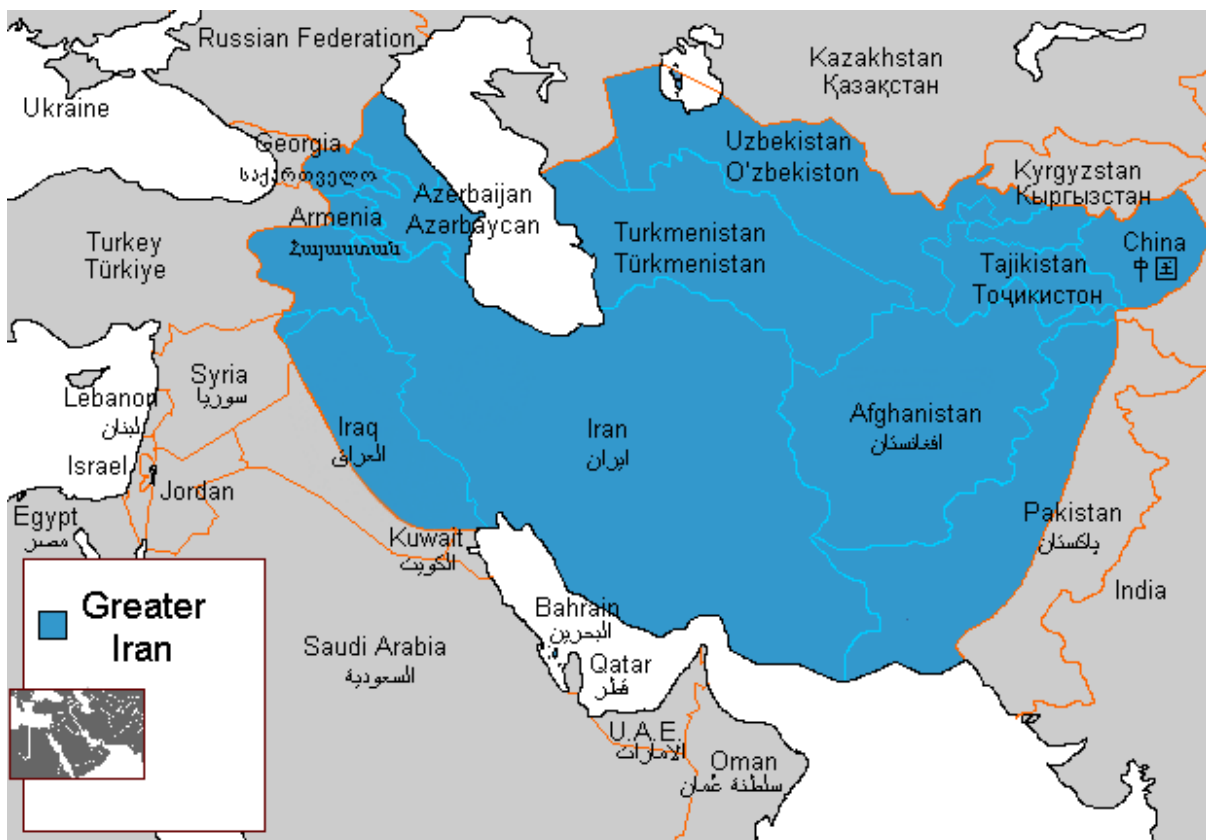 Russian Federation
Ukraine
Kazakhstan
Қазақстан
Georgia
საქართველო
Uzbekistan
O'zbekiston
Kyrgyzstan
Кыргызстан
Armenia
Հայաստան
Azerbaijan
Azərbaycan
Turkey
Türkiye
Turkmenistan
Türkmenistan
Tajikistan
Тоҷикистон
China
中国
Syria
سوريا
Lebanon
لبنان
Iraq
العراق
Iran
ایران
Afghanistan
افغانستان
Israel
Jordan
Egypt
مصر
Kuwait
الكويت
Pakistan
پاکستان
India
Bahrain
البحرين
Qatar
قطر
Saudi Arabia
السعودية
U.A.E.
الامارات
Oman
سلطنة عُمان
Greater
Iran